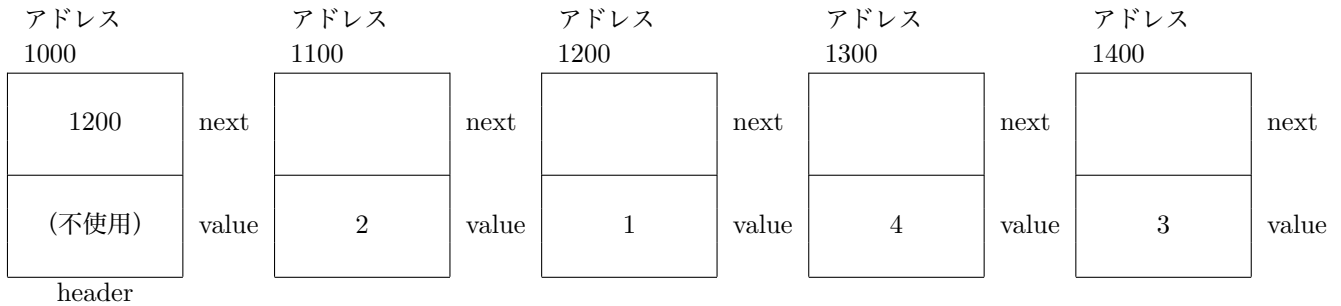 アドレス アドレス アドレス アドレス アドレス
1000 1100 1200 1300 1400
1200 next next next next next
(不使用) value 2 value 1 value 4 value 3 value
header